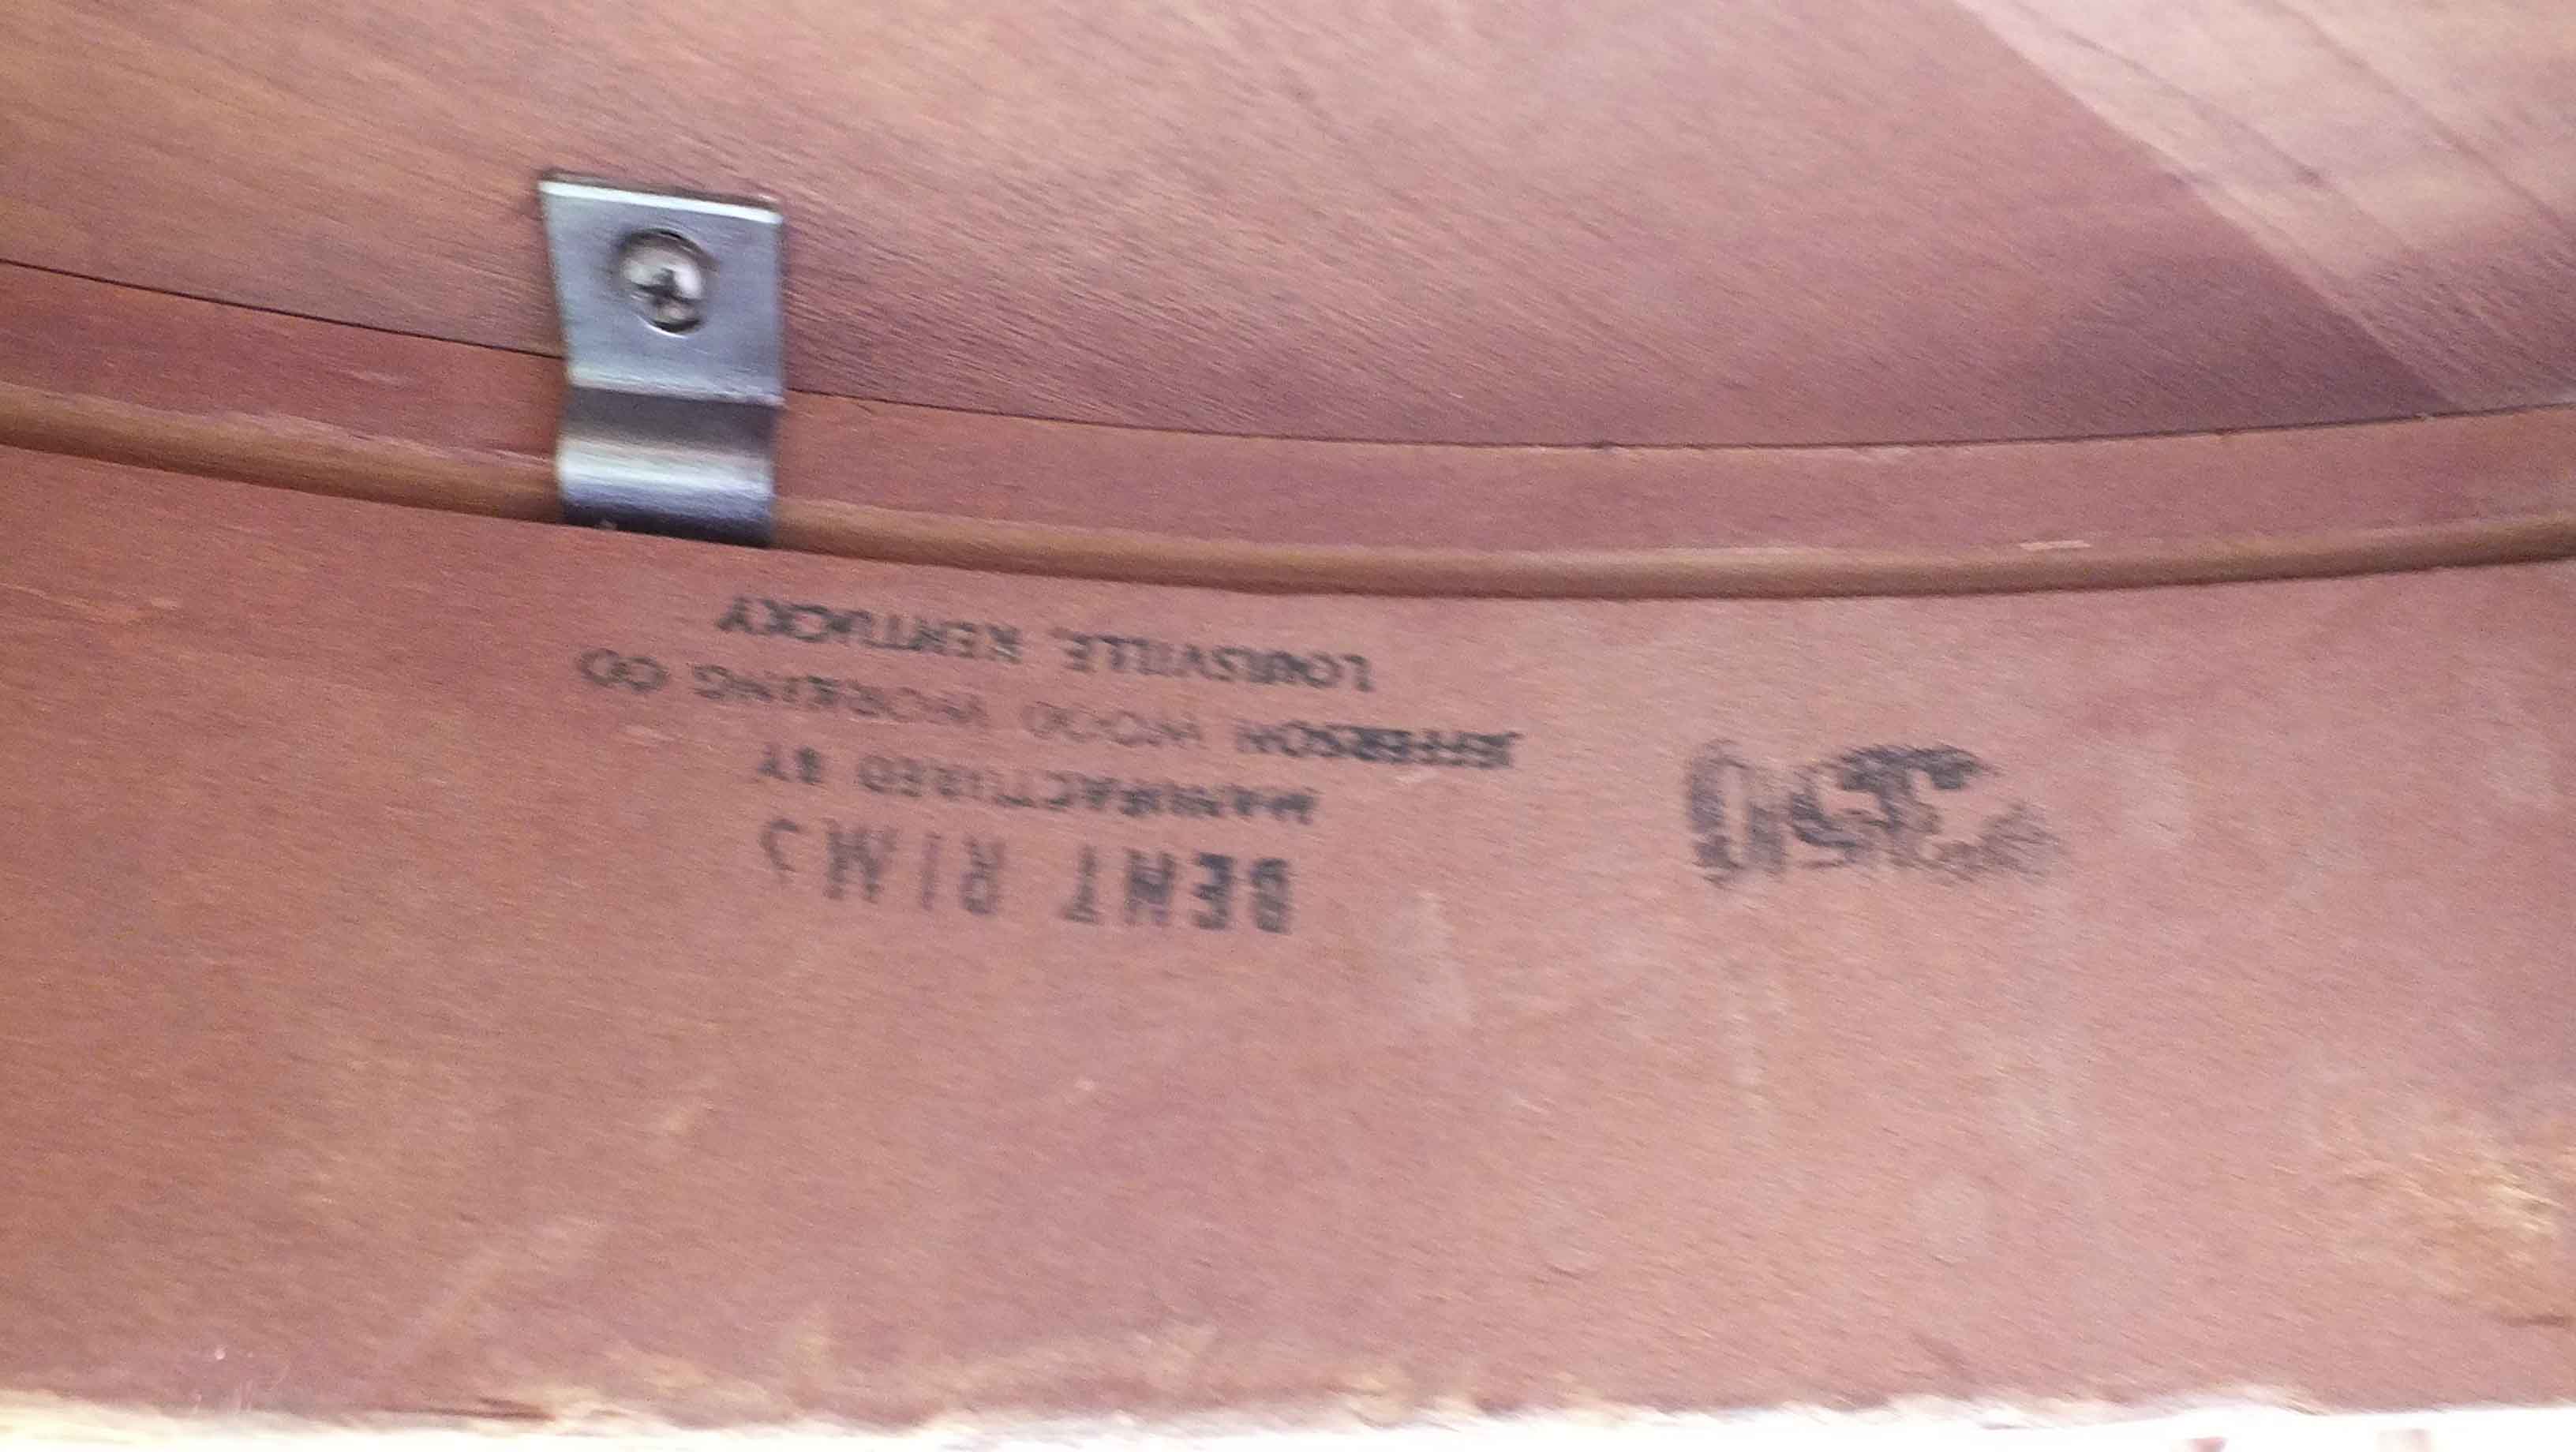 BENT RIMS
MANUFACTURED BY
JEFFERSON WOOD WORKING CO
LOUISVILLE, KENTUCKY